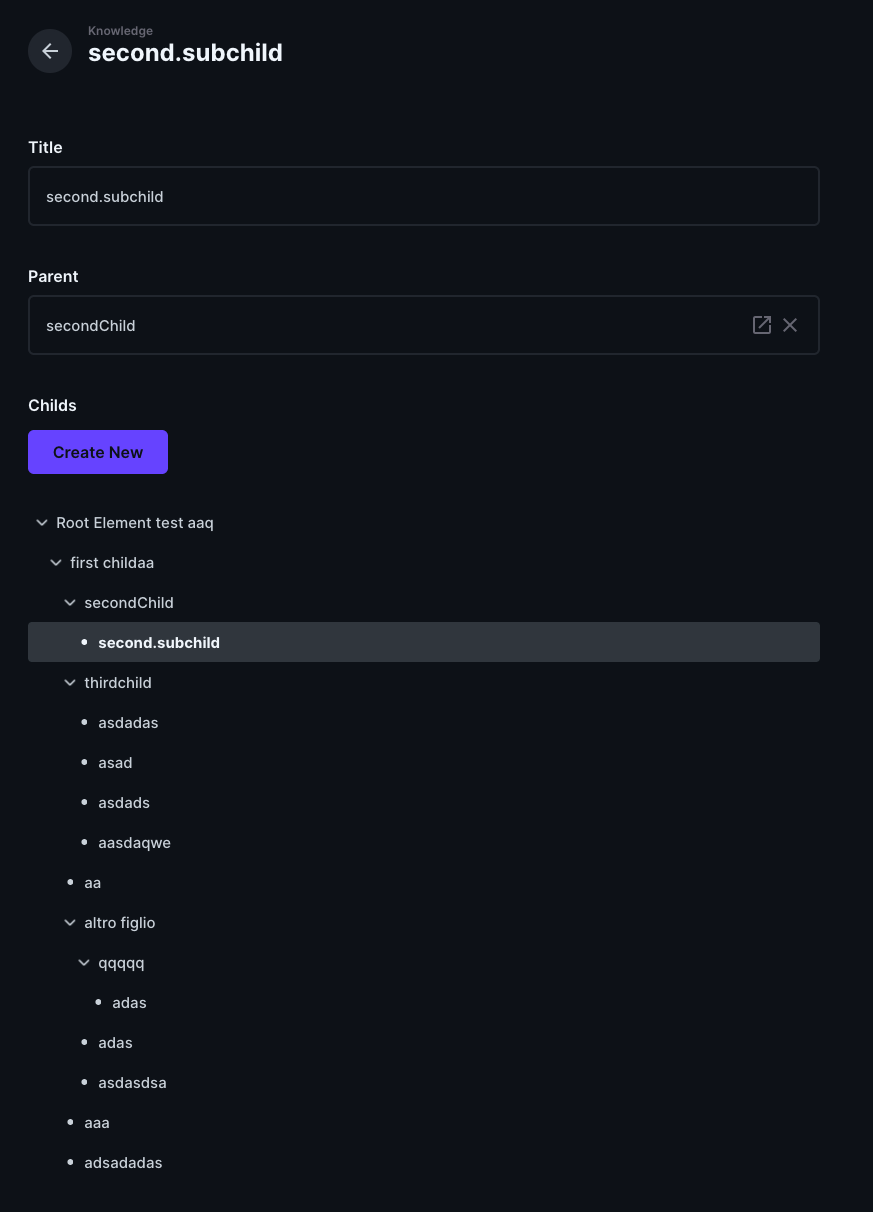 Knowledge
second.subchild
Title
second.subchild
Parent
secondChild
Childs
Create New
Root Element test aaq
first childaa
secondChild
second.subchild
thirdchild
asdadas
asad
asdads
aasdaqwe
aa
altro figlio
qqqqq
adas
adas
asdasdsa
aaa
adsadadas